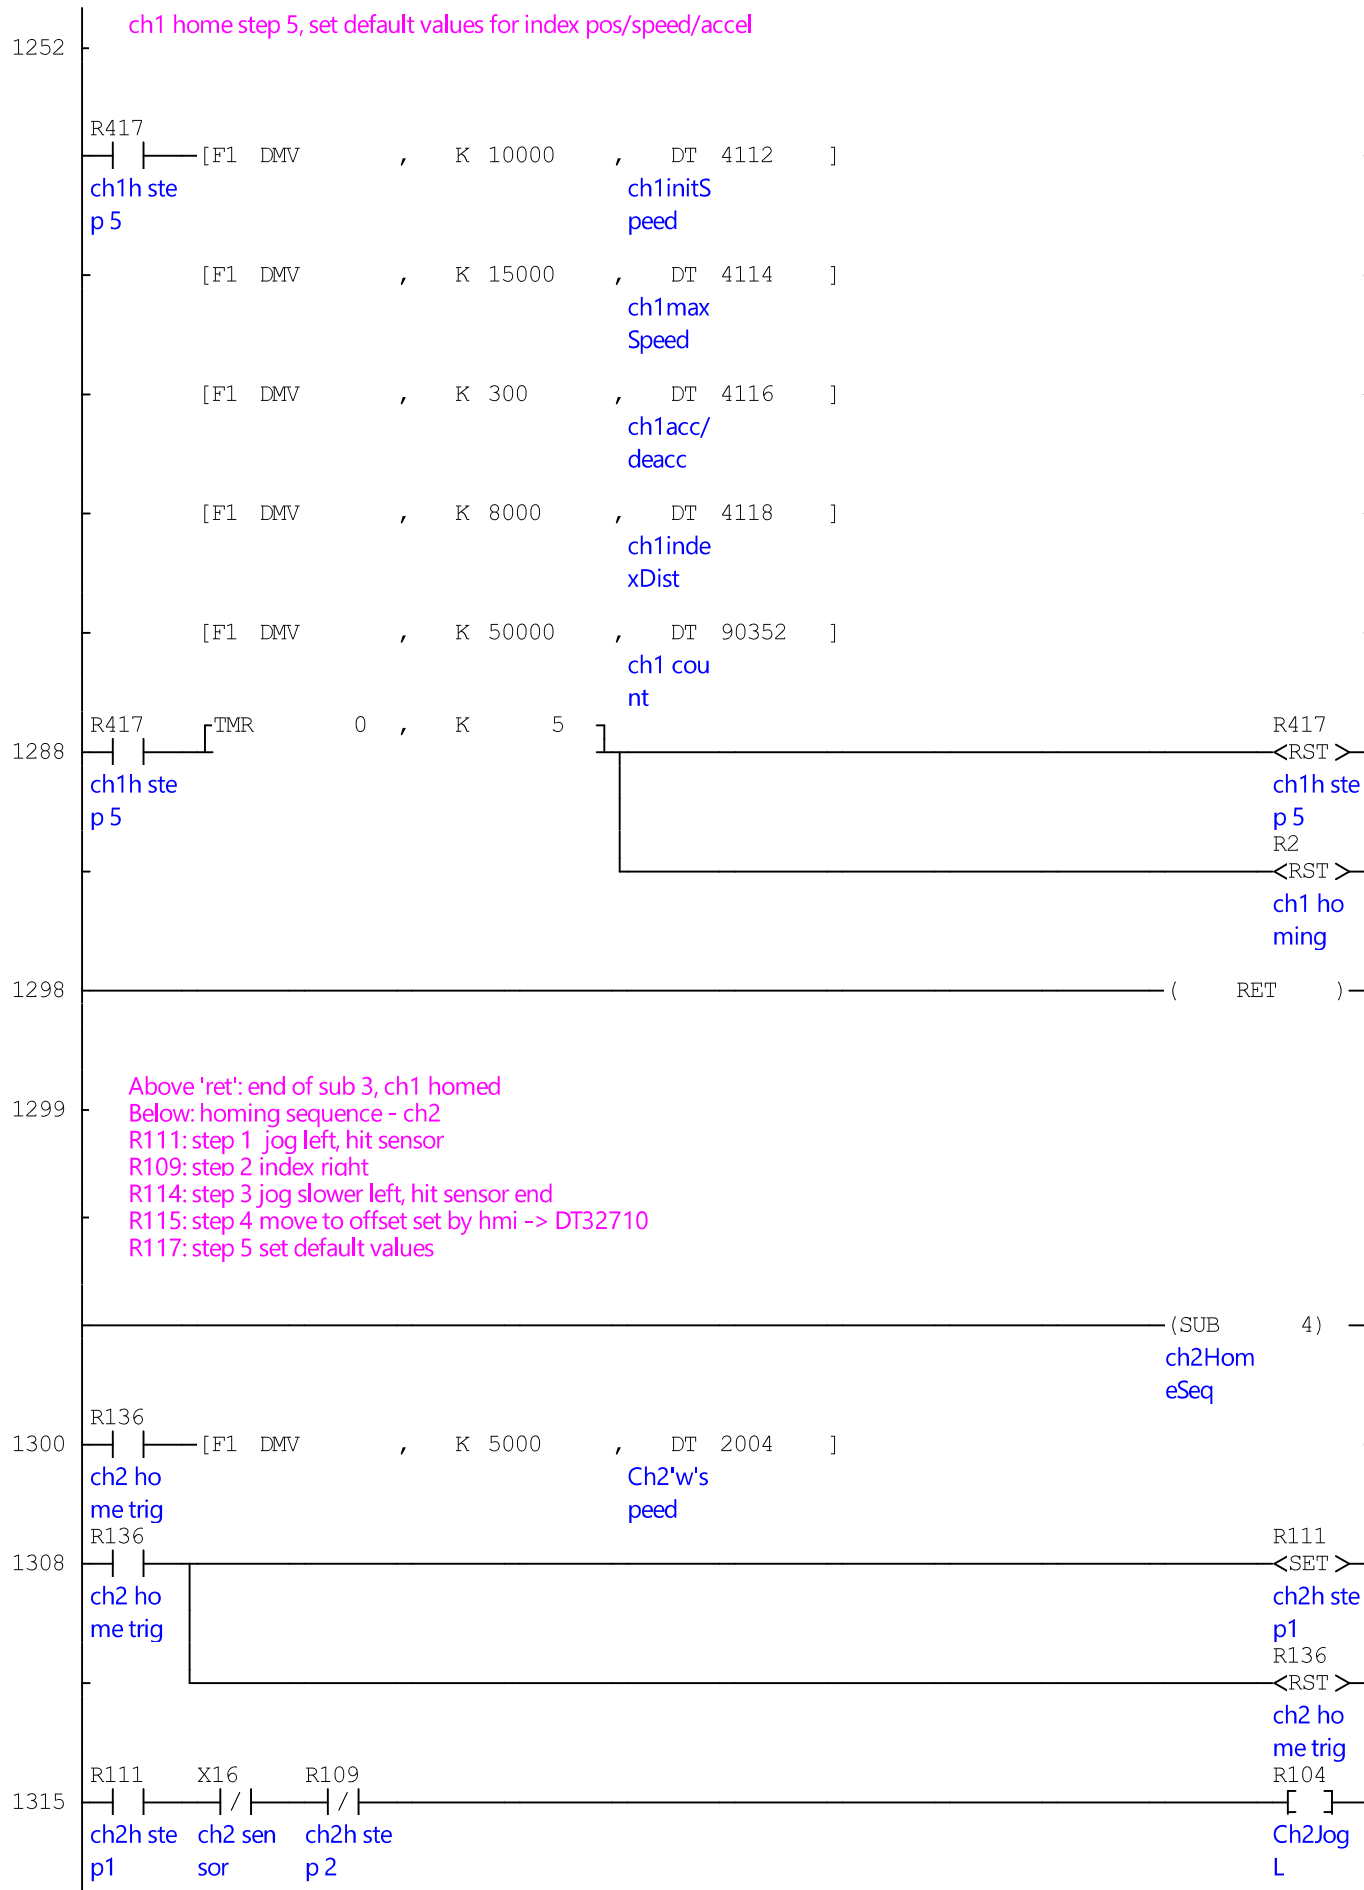 ch1 home step 5, set default values for index pos/speed/accel
1252
R417
[F1 DMV , K 10000 , DT 4112 ]
ch1h ste ch1initS
p 5 peed
[F1 DMV , K 15000 , DT 4114 ]
ch1max
Speed
[F1 DMV , K 300 , DT 4116 ]
ch1acc/
deacc
[F1 DMV , K 8000 , DT 4118 ]
ch1inde
xDist
[F1 DMV , K 50000 , DT 90352 ]
ch1 cou
nt
R417 TMR 0 , K 5 R417
1288 <RST>
ch1h ste ch1h ste
p 5 p 5
R2
<RST>
ch1 ho
ming
1298 ( RET )
Above 'ret': end of sub 3, ch1 homed
1299 Below: homing sequence - ch2
R111: step 1 jog left, hit sensor
R109: step 2 index right
R114: step 3 jog slower left, hit sensor end
R115: step 4 move to offset set by hmi -> DT32710
R117: step 5 set default values
(SUB 4)
ch2Hom
eSeq
R136
1300 [F1 DMV , K 5000 , DT 2004 ]
ch2 ho Ch2'w's
me trig peed
R136 R111
1308 <SET>
ch2 ho ch2h ste
me trig p1
R136
<RST>
ch2 ho
me trig
R111 X16 R109 R104
1315 / / [ ]
ch2h ste ch2 sen ch2h ste Ch2Jog
p1 sor p 2 L